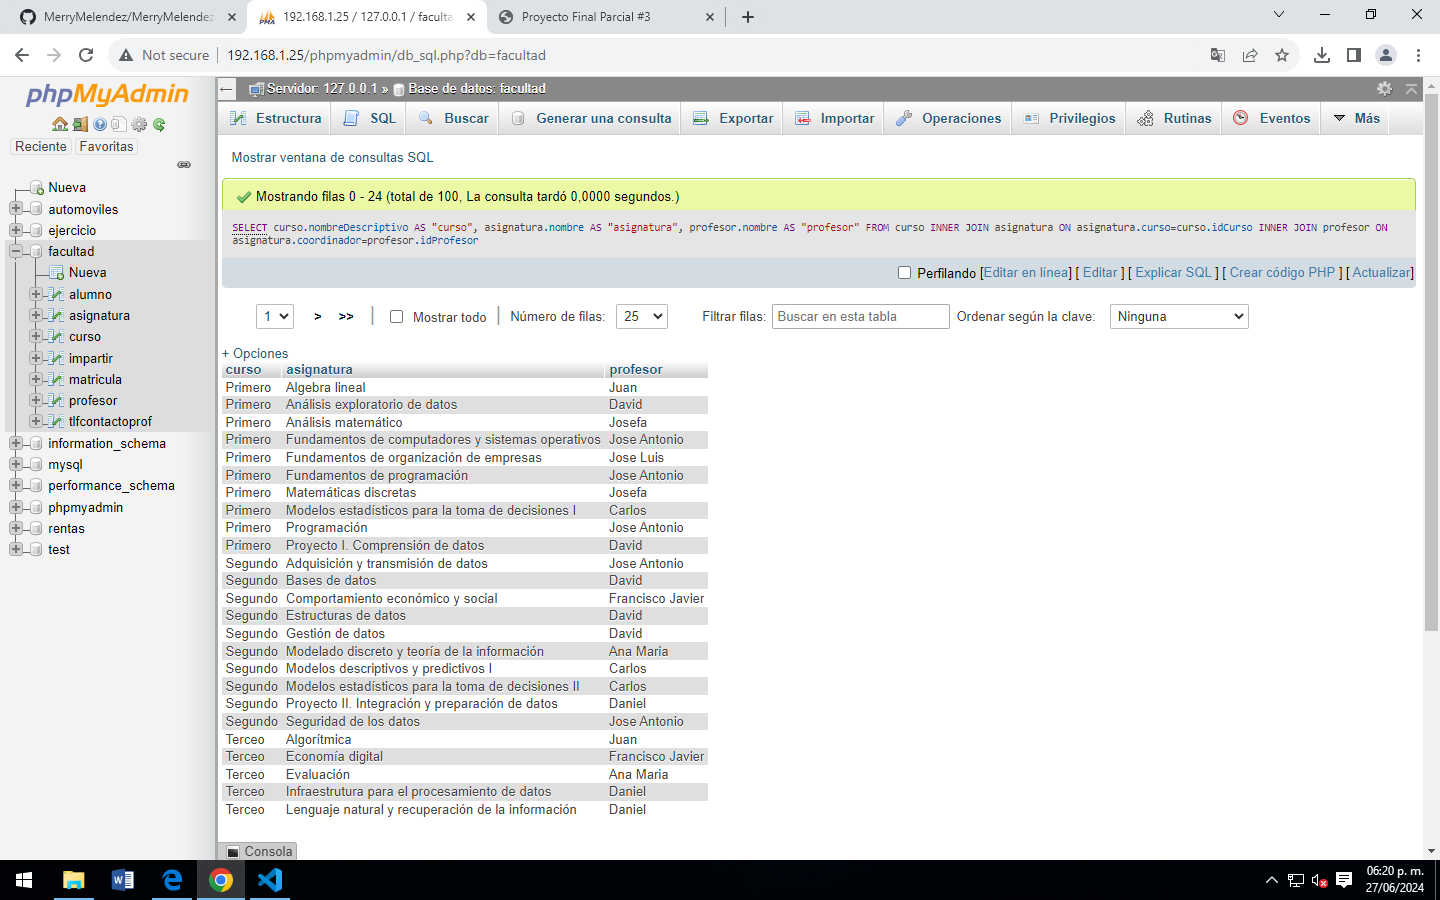 MerryMelendez/MerryMelendez
192.168.1.25 / 127.0.0.1 / faculta
Proyecto Final Parcial #3
Not secure
192.168.1.25/phpmyadmin/db_sql.php?db=facultad
phpMyAdmin
Reciente
Favoritas
Nueva
automoviles
ejercicio
facultad
Nueva
alumno
asignatura
curso
impartir
matricula
profesor
tlfcontactoprof
information_schema
mysql
performance_schema
phpmyadmin
rentas
test
Servidor: 127.0.0.1 » Base de datos: facultad
Estructura SQL Buscar Generar una consulta Exportar Importar Operaciones Privilegios Rutinas Eventos Más
Mostrar ventana de consultas SQL
Mostrando filas 0 - 24 (total de 100, La consulta tardó 0,0000 segundos.)
SELECT curso.nombreDescriptivo AS "curso", asignatura.nombre AS "asignatura", profesor.nombre AS "profesor" FROM curso INNER JOIN asignatura ON asignatura.curso=curso.idCurso INNER JOIN profesor ON
asignatura.coordinador=profesor.idProfesor
Perfilando [Editar en línea] [ Editar ] [ Explicar SQL ] [ Crear código PHP ] [ Actualizar]
1 > >> Mostrar todo Número de filas: 25 Filtrar filas: Buscar en esta tabla Ordenar según la clave: Ninguna
+ Opciones
curso asignatura profesor
Primero Algebra lineal Juan
Primero Análisis exploratorio de datos David
Primero Análisis matemático Josefa
Primero Fundamentos de computadores y sistemas operativos Jose Antonio
Primero Fundamentos de organización de empresas Jose Luis
Primero Fundamentos de programación Jose Antonio
Primero Matemáticas discretas Josefa
Primero Modelos estadísticos para la toma de decisiones I Carlos
Primero Programación Jose Antonio
Primero Proyecto I. Comprensión de datos David
Segundo Adquisición y transmisión de datos Jose Antonio
Segundo Bases de datos David
Segundo Comportamiento económico y social Francisco Javier
Segundo Estructuras de datos David
Segundo Gestión de datos David
Segundo Modelado discreto y teoría de la información Ana Maria
Segundo Modelos descriptivos y predictivos I Carlos
Segundo Modelos estadísticos para la toma de decisiones II Carlos
Segundo Proyecto II. Integración y preparación de datos Daniel
Segundo Seguridad de los datos Jose Antonio
Terceo Algorítmica Juan
Terceo Economía digital Francisco Javier
Terceo Evaluación Ana Maria
Terceo Infraestrutura para el procesamiento de datos Daniel
Terceo Lenguaje natural y recuperación de la información Daniel
Consola
06:20 p. m.
27/06/2024